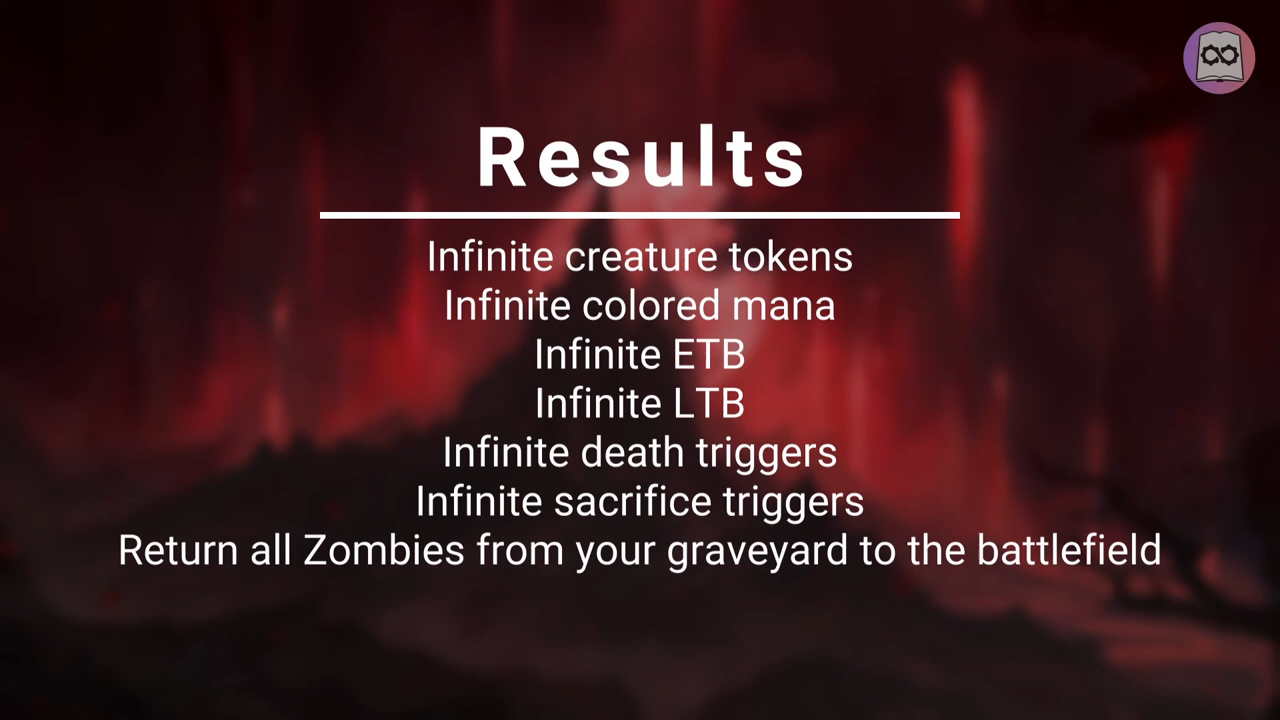 Results
Infinite creature tokens
Infinite colored mana
Infinite ETB
Infinite LTB
Infinite death triggers
Infinite sacrifice triggers
Return all Zombies from your graveyard to the battlefield